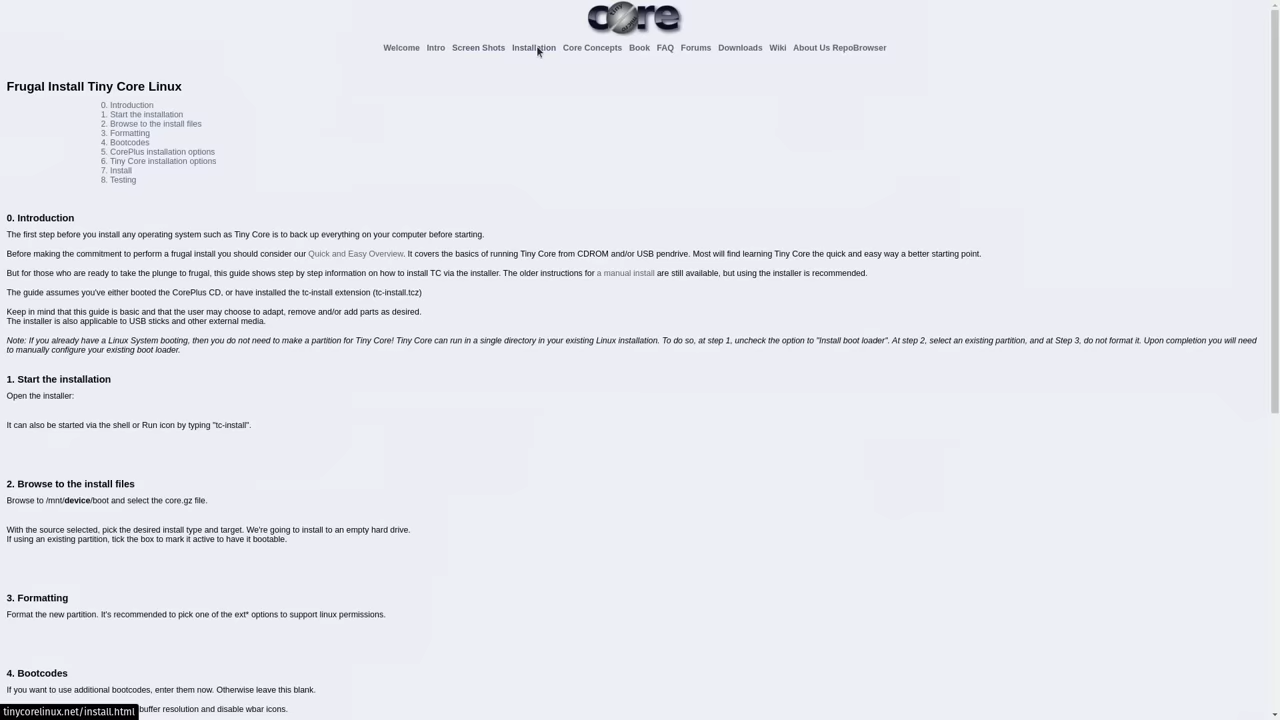 core
Welcome Intro Screen Shots Installation Core Concepts Book FAQ Forums Downloads Wiki About Us RepoBrowser
Frugal Install Tiny Core Linux
0. Introduction
1. Start the installation
2. Browse to the install files
3. Formatting
4. Bootcodes
5. CorePlus installation options
6. Tiny Core installation options
7. Install
8. Testing
0. Introduction
The first step before you install any operating system such as Tiny Core is to back up everything on your computer before starting.
Before making the commitment to perform a frugal install you should consider our Quick and Easy Overview. It covers the basics of running Tiny Core from CDROM and/or USB pendrive. Most will find learning Tiny Core the quick and easy way a better starting point.
But for those who are ready to take the plunge to frugal, this guide shows step by step information on how to install TC via the installer. The older instructions for a manual install are still available, but using the installer is recommended.
The guide assumes you've either booted the CorePlus CD, or have installed the tc-install extension (tc-install.tcz)
Keep in mind that this guide is basic and that the user may choose to adapt, remove and/or add parts as desired.
The installer is also applicable to USB sticks and other external media.
Note: If you already have a Linux System booting, then you do not need to make a partition for Tiny Core! Tiny Core can run in a single directory in your existing Linux installation. To do so, at step 1, uncheck the option to "Install boot loader". At step 2, select an existing partition, and at Step 3, do not format it. Upon completion you will need
to manually configure your existing boot loader.
1. Start the installation
Open the installer:
It can also be started via the shell or Run icon by typing "tc-install".
2. Browse to the install files
Browse to /mnt/device/boot and select the core.gz file.
With the source selected, pick the desired install type and target. We're going to install to an empty hard drive.
If using an existing partition, tick the box to mark it active to have it bootable.
3. Formatting
Format the new partition. It's recommended to pick one of the ext* options to support linux permissions.
4. Bootcodes
If you want to use additional bootcodes, enter them now. Otherwise leave this blank.
buffer resolution and disable wbar icons.
tinycorelinux.net/install.html